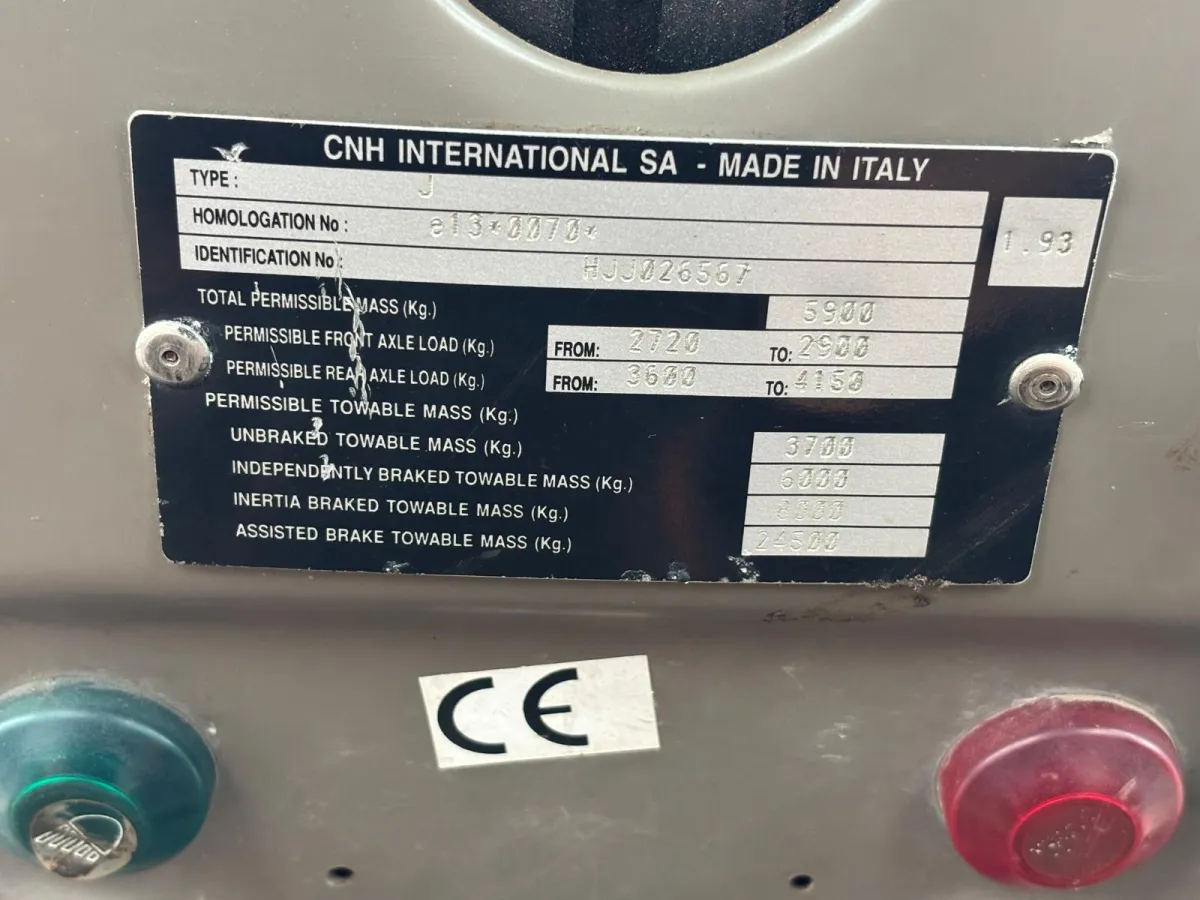 CNH INTERNATIONAL SA - MADE IN ITALY
TYPE: J
HOMOLOGATION No: e13*0070*
1.93
IDENTIFICATION No: HJJ026567
TOTAL PERMISSIBLE MASS (Kg.) 5900
PERMISSIBLE FRONT AXLE LOAD (Kg.) FROM: 2720 TO: 2900
PERMISSIBLE REAR AXLE LOAD (Kg.) FROM: 3600 TO: 4150
PERMISSIBLE TOWABLE MASS (Kg.)
UNBRAKED TOWABLE MASS (Kg.) 3700
INDEPENDENTLY BRAKED TOWABLE MASS (Kg.) 6000
INERTIA BRAKED TOWABLE MASS (Kg.) 8000
ASSISTED BRAKE TOWABLE MASS (Kg.) 24500
CE